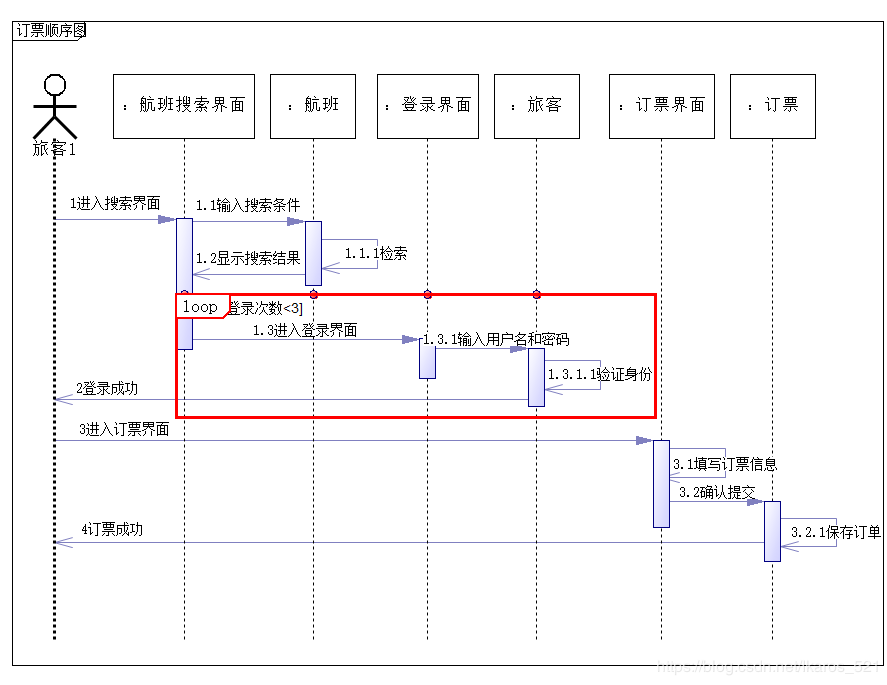 订票顺序图
旅客1
：航班搜索界面
：航班
：登录界面
：旅客
：订票界面
：订票
1进入搜索界面
1.1输入搜索条件
1.1.1检索
1.2显示搜索结果
loop
登录次数<3]
1.3进入登录界面
1.3.1输入用户名和密码
1.3.1.1验证身份
2登录成功
3进入订票界面
3.1填写订票信息
3.2确认提交
3.2.1保存订单
4订票成功